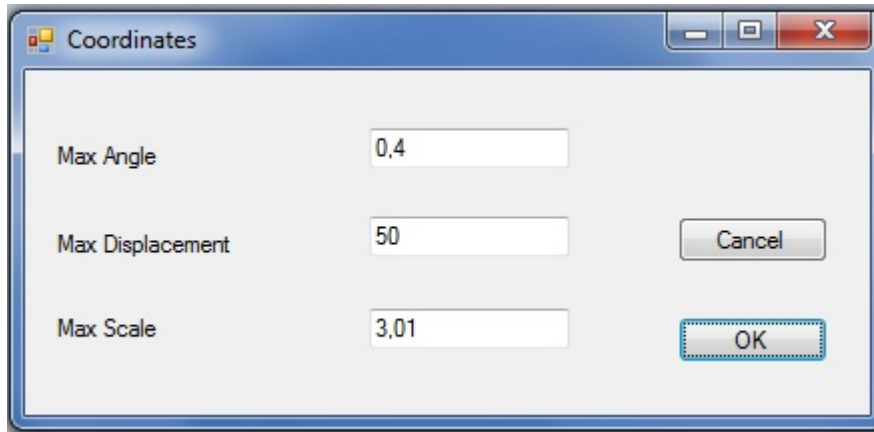 Coordinates
Max Angle 0,4
Max Displacement 50
Cancel
Max Scale 3,01
OK